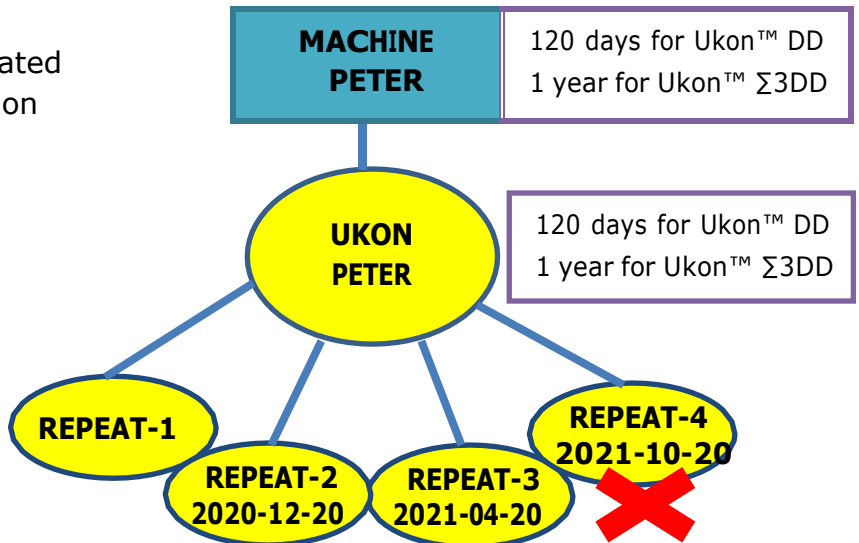 ated
on
MACHINE
PETER
120 days for Ukon™ DD
1 year for Ukon™ ∑3DD
UKON
PETER
120 days for Ukon™ DD
1 year for Ukon™ ∑3DD
REPEAT-1
REPEAT-2
2020-12-20
REPEAT-3
2021-04-20
REPEAT-4
2021-10-20